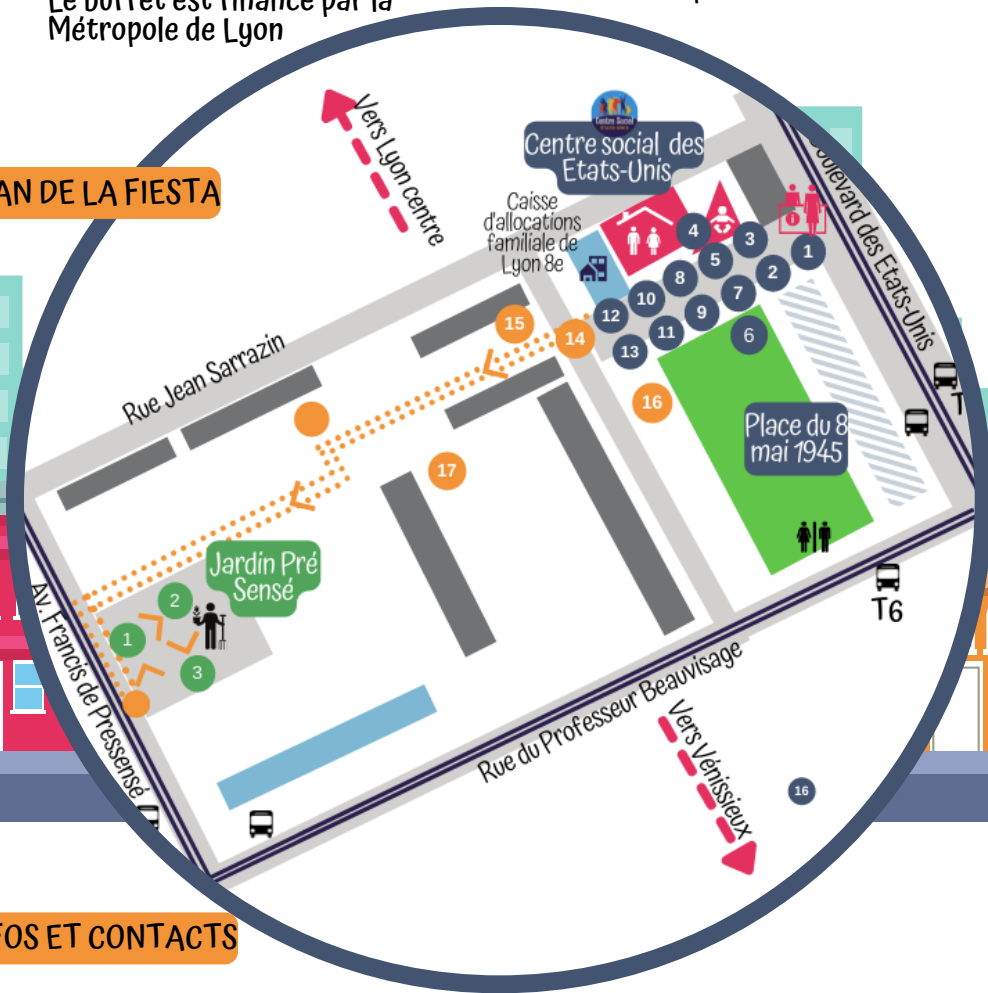 Le buffet est financé par la
Métropole de Lyon
AN DE LA FIESTA
Vers Lyon centre
Centre Social
ETATS-UNIS
Centre social des
Etats-Unis
Caisse
d'allocations
familiale de
Lyon 8e
Boulevard des Etats-Unis
1
2
3
4
5
6
7
8
9
10
11
12
13
14
15
16
17
Rue Jean Sarrazin
Place du 8
mai 1945
T
T6
Jardin Pré
Sensé
1
2
3
Av. Francis de Pressensé
Rue du Professeur Beauvisage
Vers Vénissieux
16
FOS ET CONTACTS